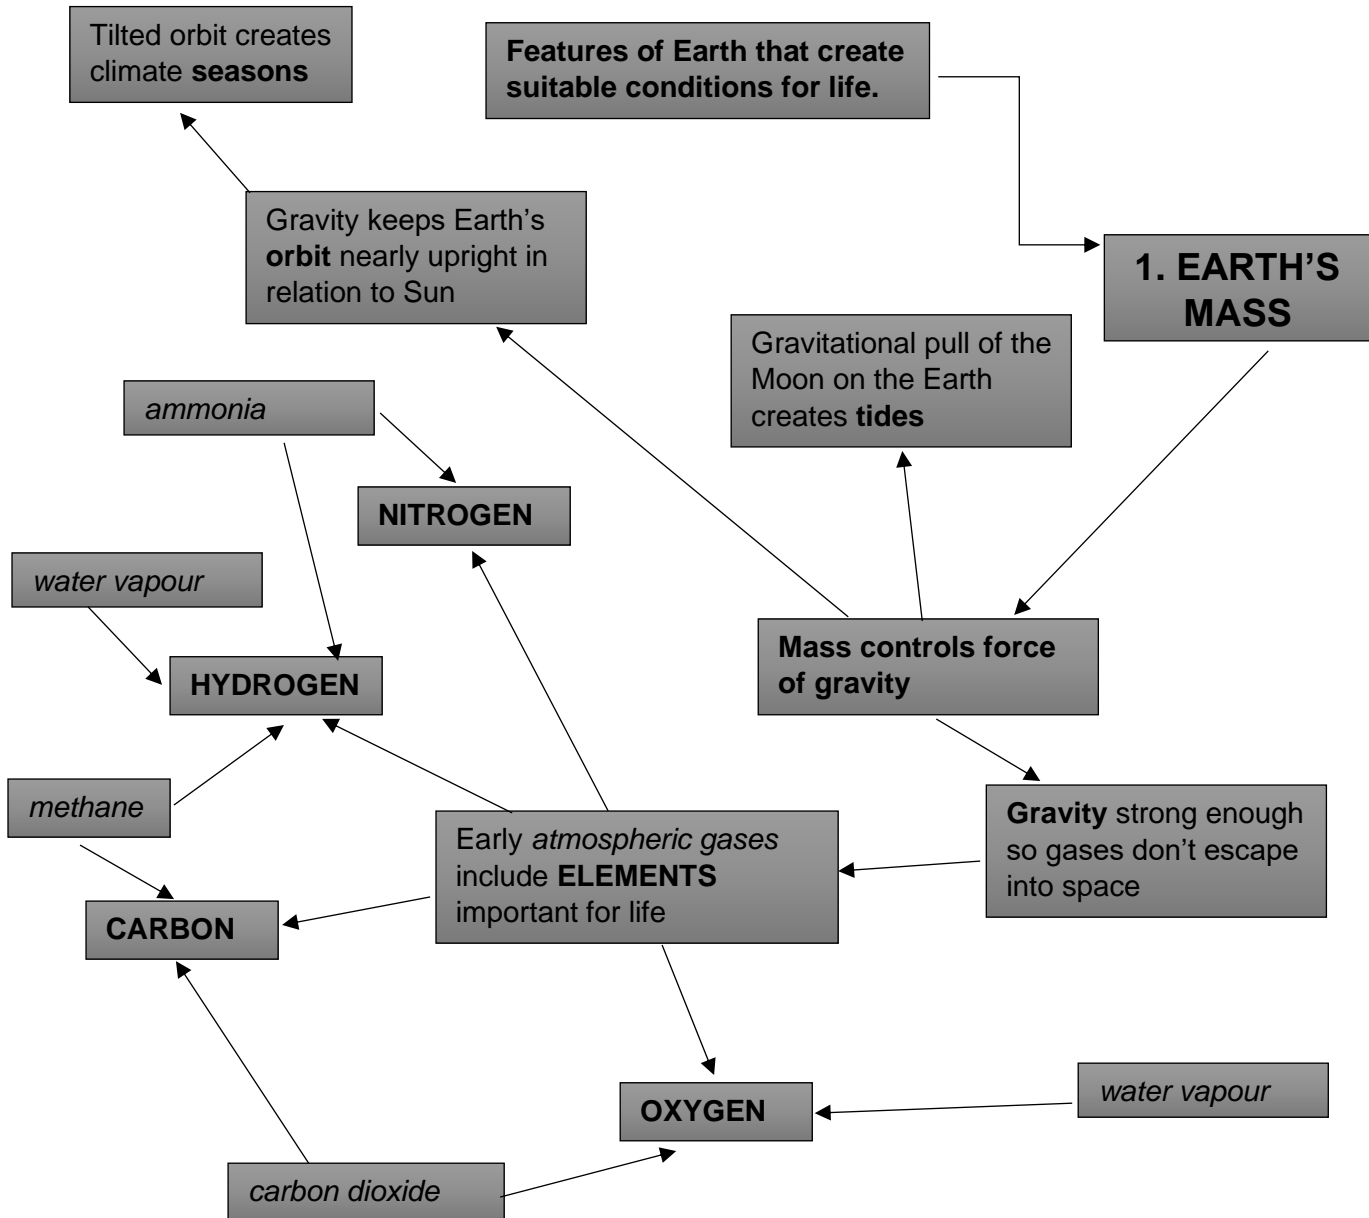 Tilted orbit creates
climate seasons
Features of Earth that create
suitable conditions for life.
Gravity keeps Earth’s
orbit nearly upright in
relation to Sun
1. EARTH’S
MASS
Gravitational pull of the
Moon on the Earth
creates tides
ammonia
NITROGEN
water vapour
HYDROGEN
Mass controls force
of gravity
methane
Early atmospheric gases
include ELEMENTS
important for life
Gravity strong enough
so gases don’t escape
into space
CARBON
OXYGEN
water vapour
carbon dioxide